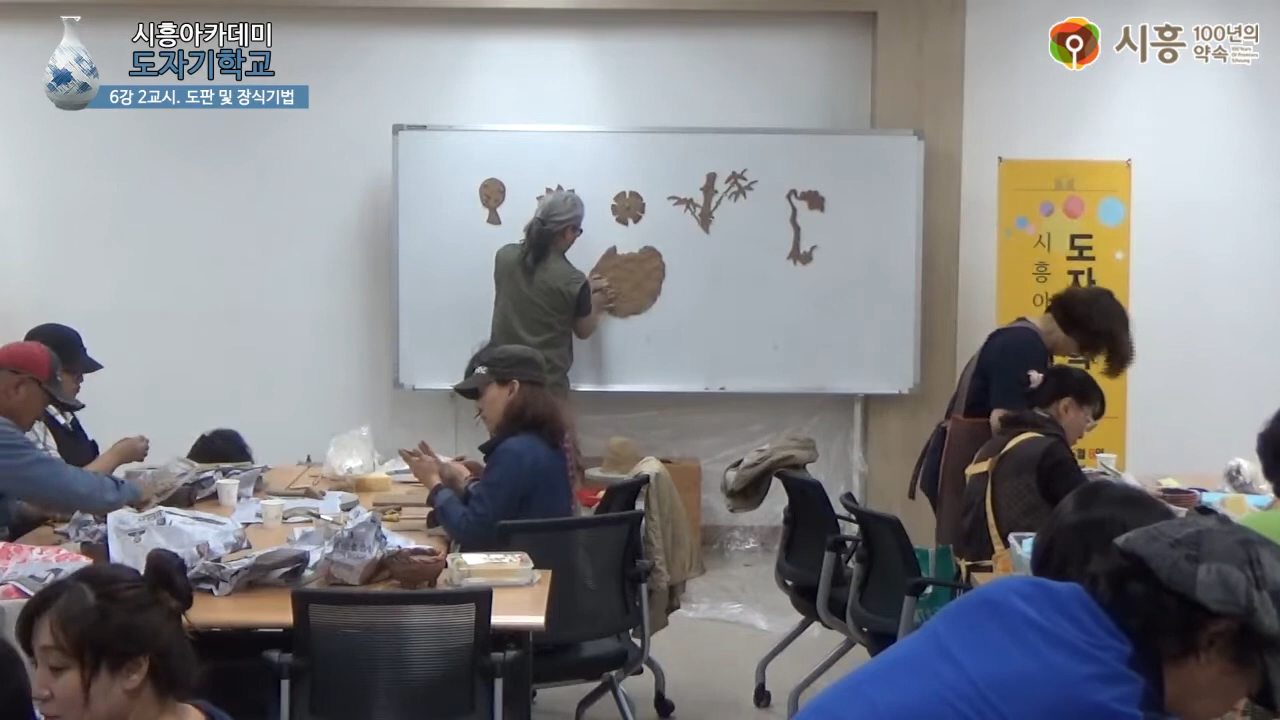 시흥아카데미
도자기학교
6강 2교시. 도판 및 장식기법
시흥 100년의
약속
시흥아
도자